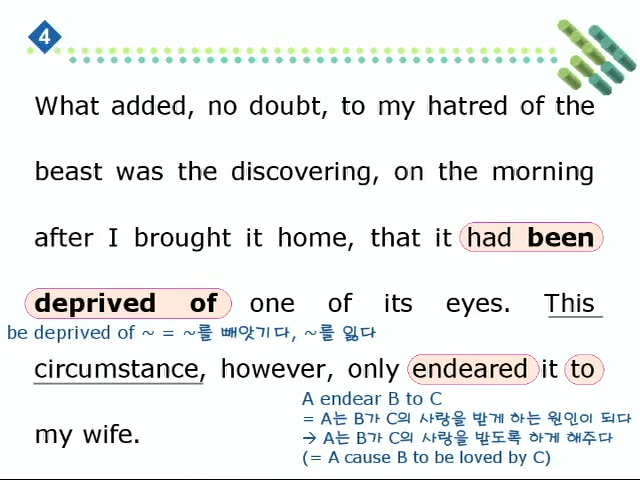 4
What added, no doubt, to my hatred of the
beast was the discovering, on the morning
after I brought it home, that it had been
deprived of one of its eyes. This
be deprived of ~ = ~를 빼앗기다, ~를 잃다
circumstance, however, only endeared it to
A endear B to C
= A는 B가 C의 사랑을 받게 하는 원인이 되다
my wife.
→ A는 B가 C의 사랑을 받도록 하게 해주다
(= A cause B to be loved by C)